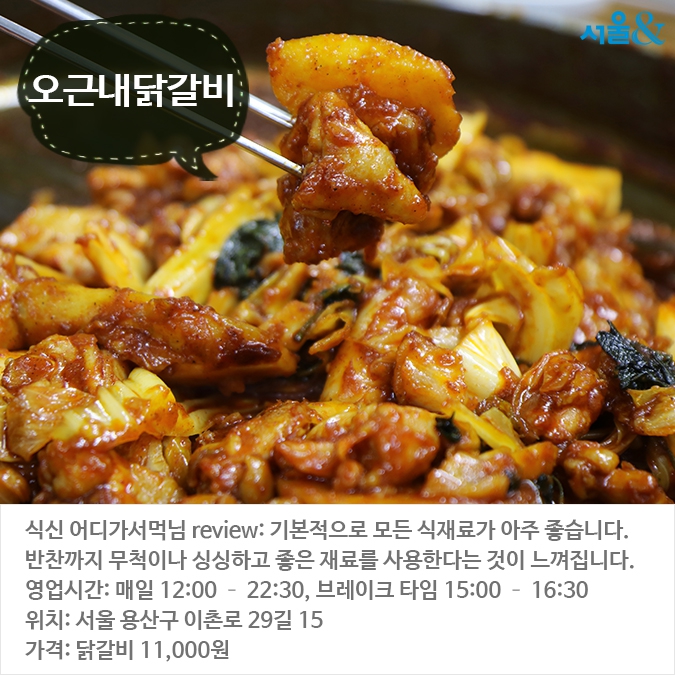 서울&
오근내닭갈비
식신 어디가서먹님 review: 기본적으로 모든 식재료가 아주 좋습니다.
반찬까지 무척이나 싱싱하고 좋은 재료를 사용한다는 것이 느껴집니다.
영업시간: 매일 12:00 – 22:30, 브레이크 타임 15:00 – 16:30
위치: 서울 용산구 이촌로 29길 15
가격: 닭갈비 11,000원